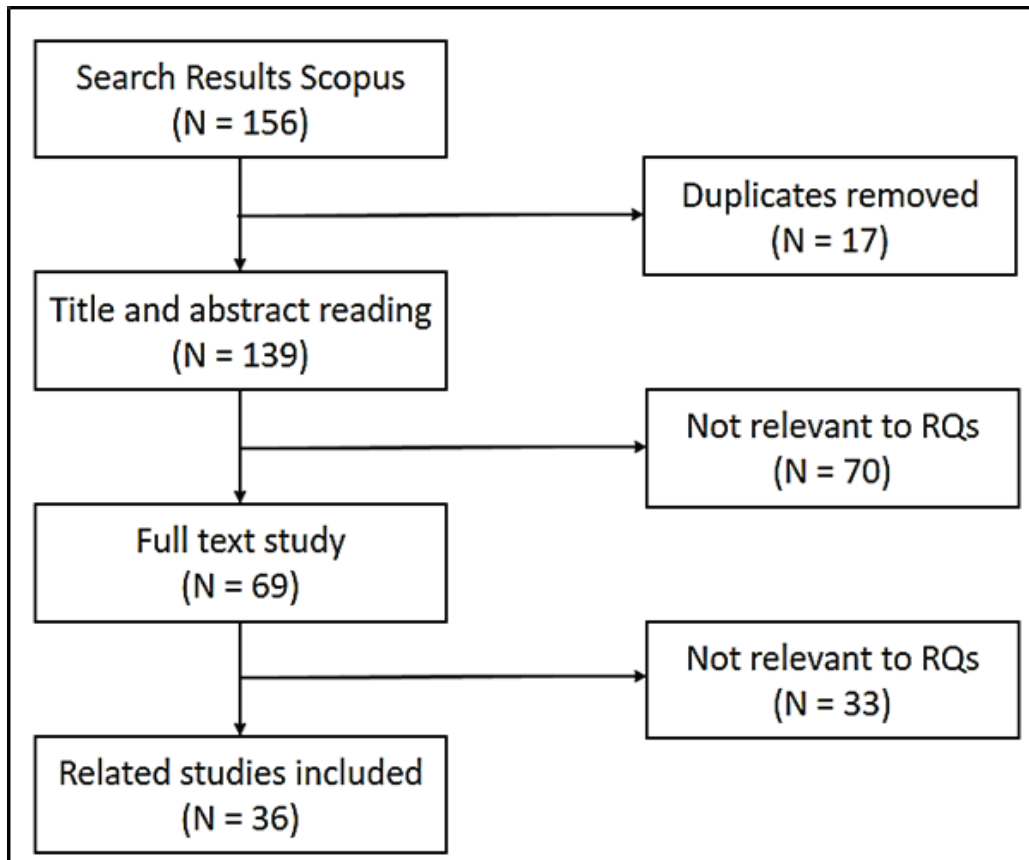 Search Results Scopus
(N = 156)
Duplicates removed
(N = 17)
Title and abstract reading
(N = 139)
Not relevant to RQs
(N = 70)
Full text study
(N = 69)
Not relevant to RQs
(N = 33)
Related studies included
(N = 36)